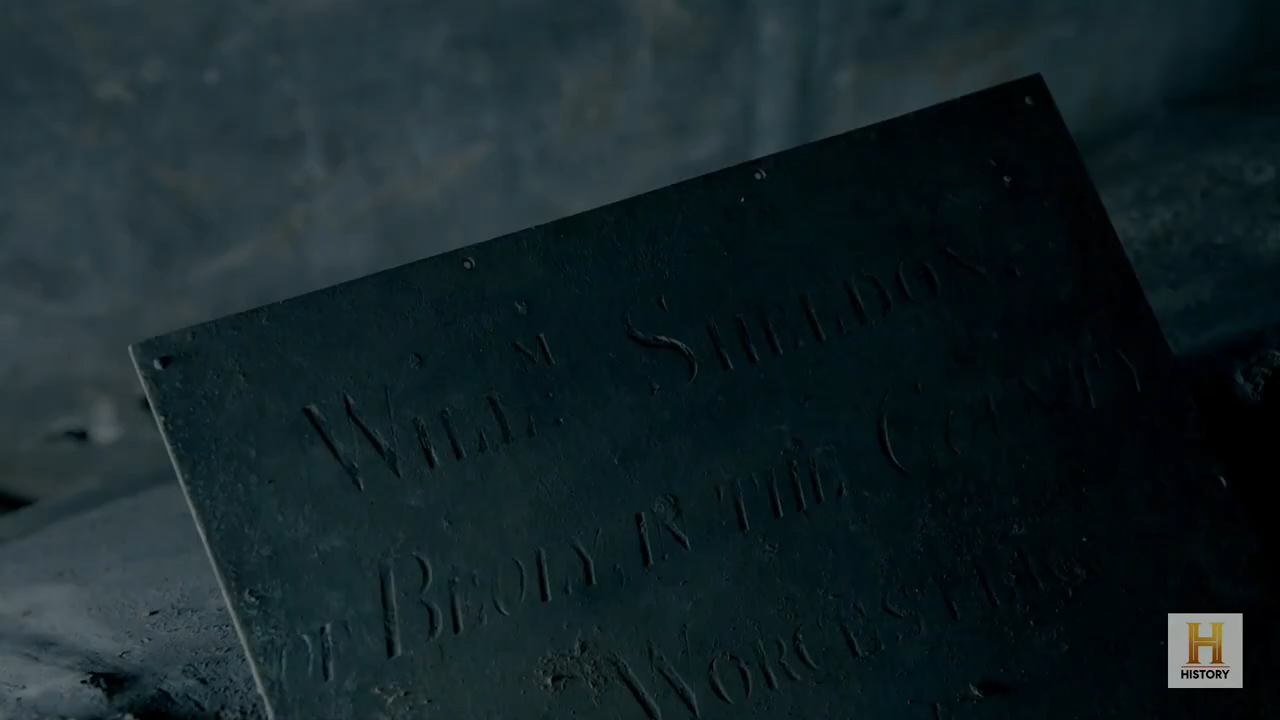 WILL.M SHELDON.
OF BEOLY, IN THE COUNTY
WORCESTER
H
HISTORY